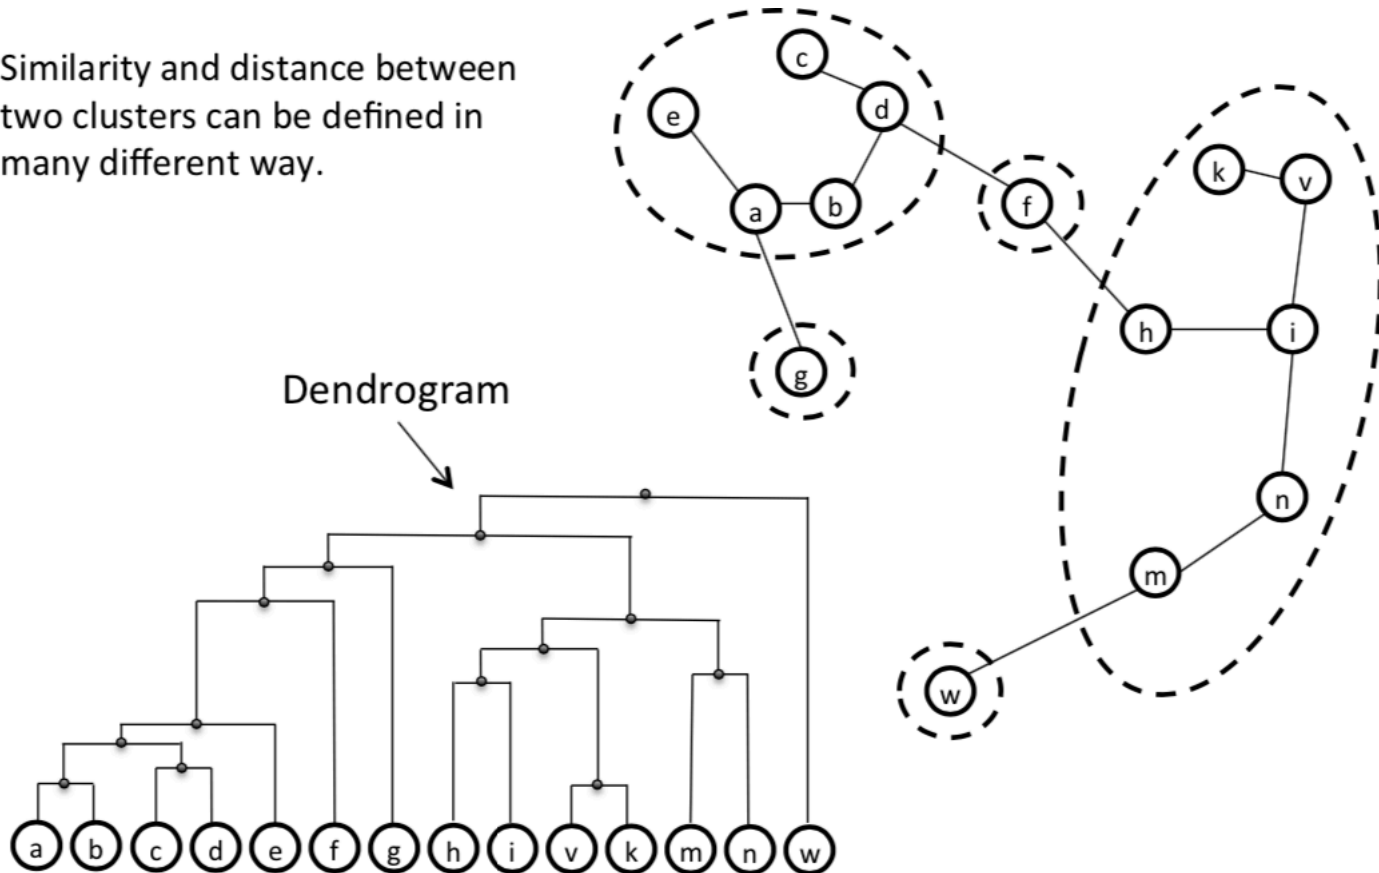 Similarity and distance between
two clusters can be defined in
many different way.
c
e
d
k
v
a
b
f
h
i
g
Dendrogram
n
m
w
a b c d e f g h i v k m n w